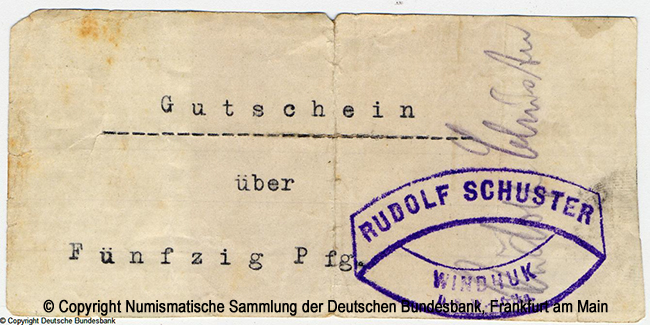 Gutschein
über
Fünfzig Pfg.
RUDOLF SCHUSTER
WINDHUK
© Copyright Numismatische Sammlung der Deutschen Bundesbank, Frankfurt am Main
© Copyright Deutsche Bundesbank